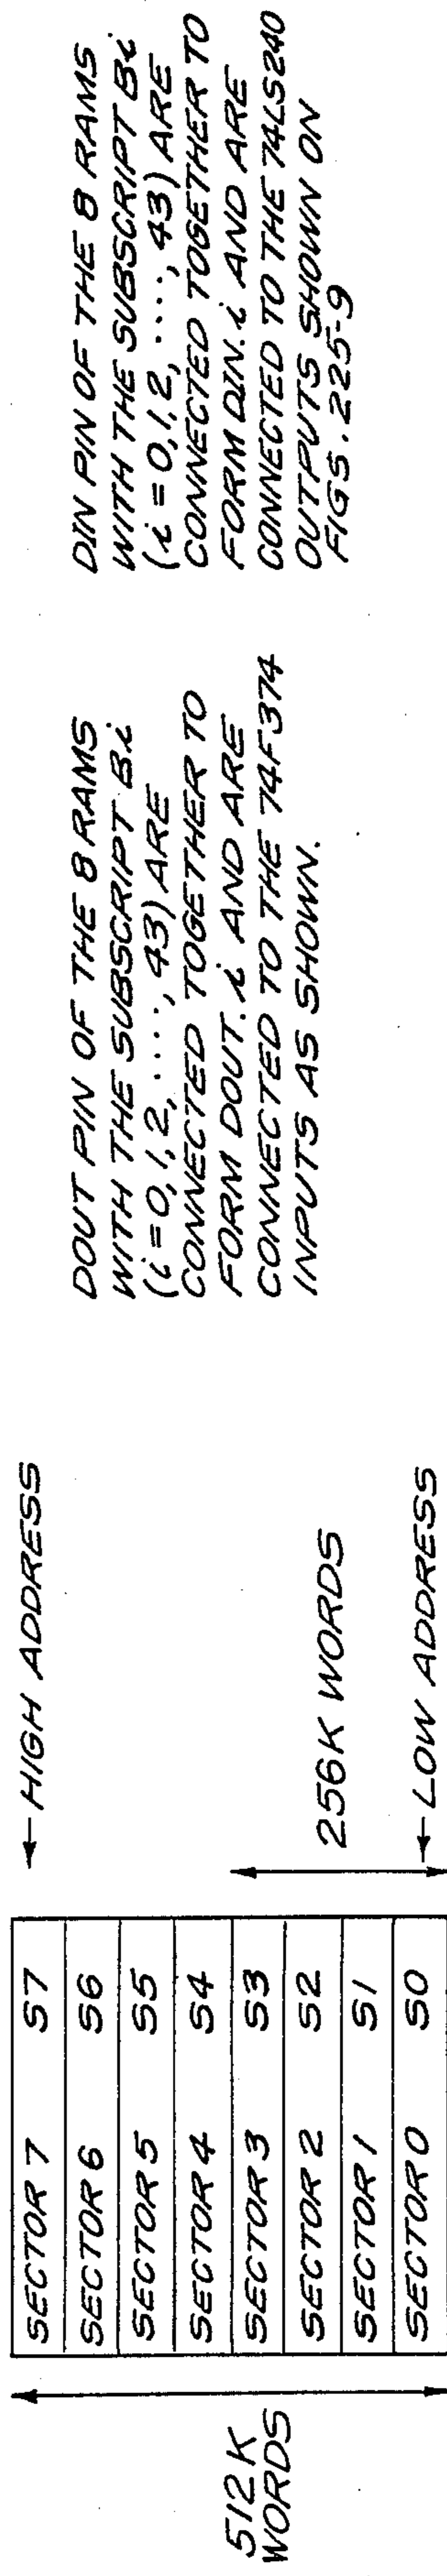 512 K
WORDS
SECTOR 7 S7
SECTOR 6 S6
SECTOR 5 S5
SECTOR 4 S4
SECTOR 3 S3
SECTOR 2 S2
SECTOR 1 S1
SECTOR 0 S0
HIGH ADDRESS
256K WORDS
LOW ADDRESS
DOUT PIN OF THE 8 RAMS
WITH THE SUBSCRIPT Bi
(i = 0, 1, 2, ...., 43) ARE
CONNECTED TOGETHER TO
FORM DOUT. i AND ARE
CONNECTED TO THE 74F374
INPUTS AS SHOWN.
DIN PIN OF THE 8 RAMS
WITH THE SUBSCRIPT Bi
(i = 0, 1, 2, ...., 43) ARE
CONNECTED TOGETHER TO
FORM DIN. i AND ARE
CONNECTED TO THE 74LS240
OUTPUTS SHOWN ON
FIGS. 225-9